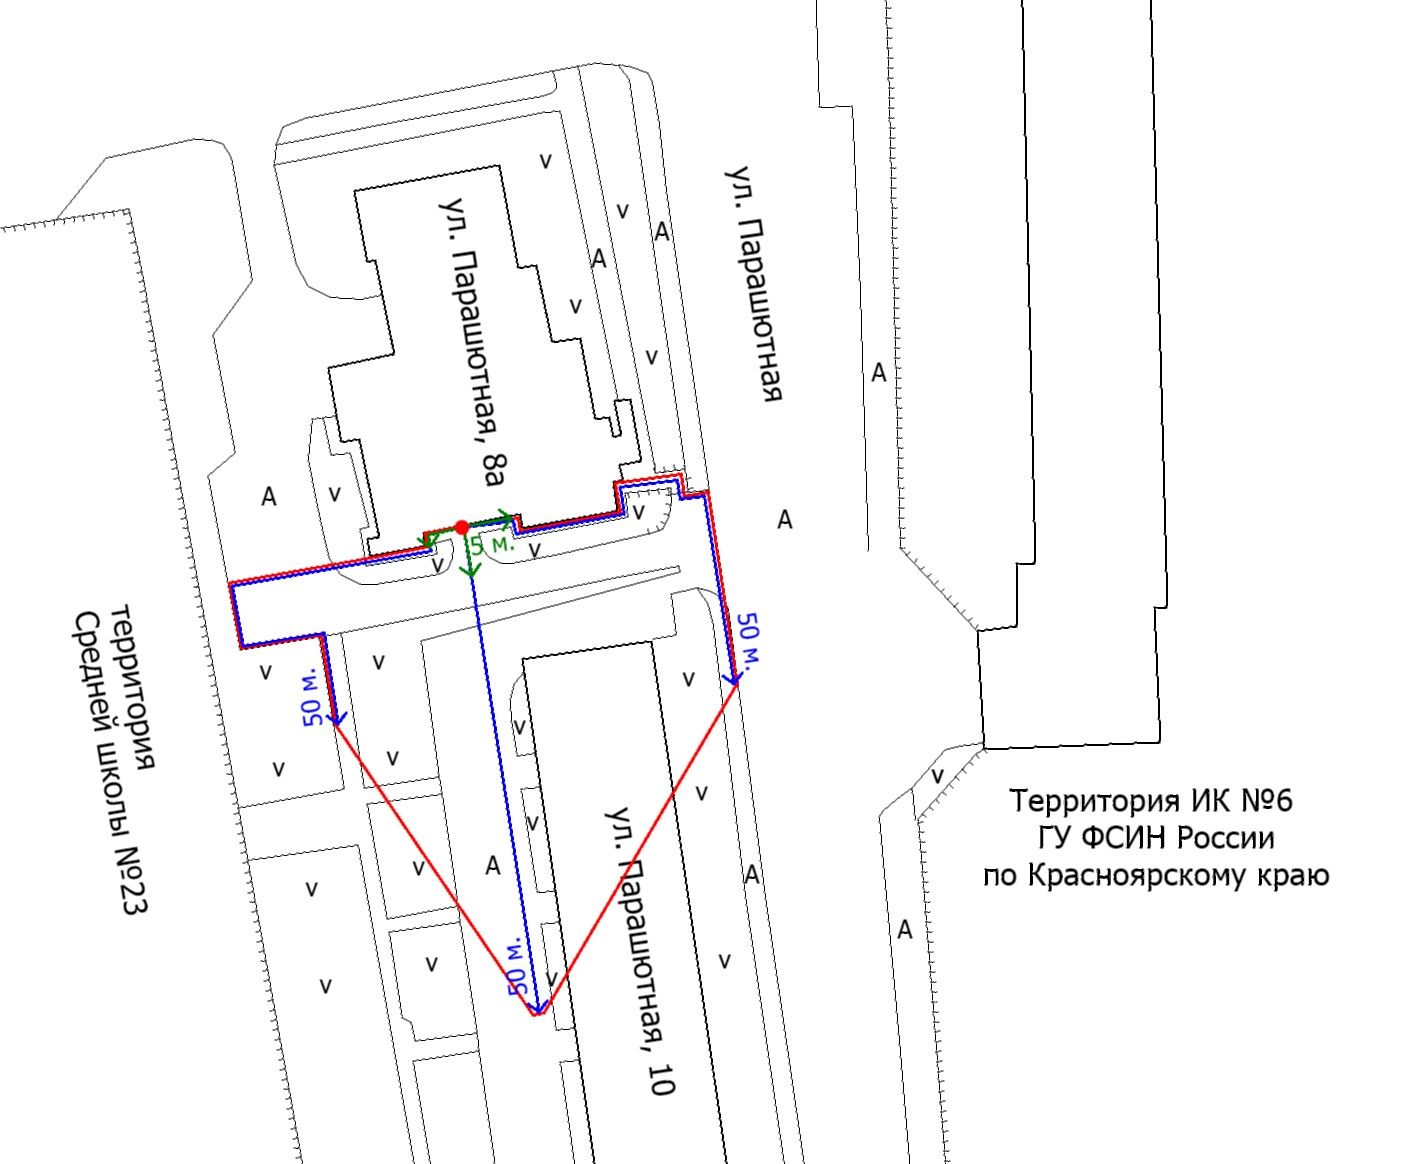 ул. Парашютная, 8а
ул. Парашютная
5 м.
50 м.
50 м.
50 м.
территория
Средней школы №23
ул. Парашютная, 10
Территория ИК №6
ГУ ФСИН России
по Красноярскому краю
v
v
A
A
v
v
A
A
v
A
v
A
v
v
v
v
v
v
v
v
v
v
v
A
A
v
v
v
v
v
A
v